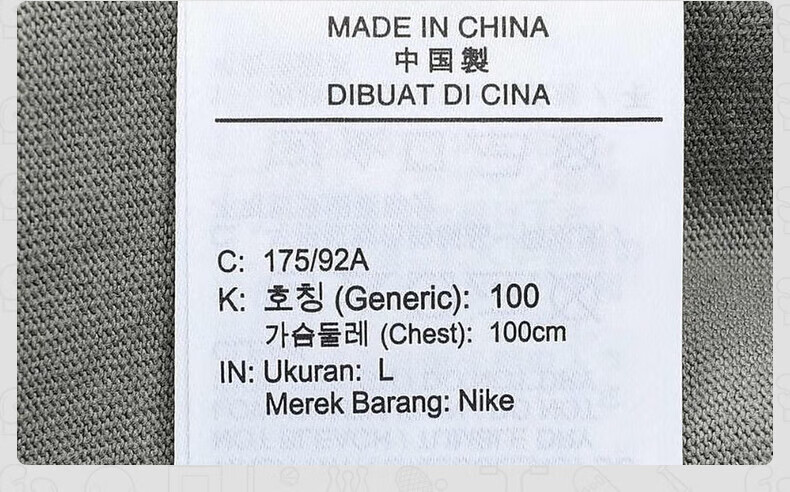 MADE IN CHINA
中国製
DIBUAT DI CINA
C: 175/92A
K: 호칭 (Generic): 100
가슴둘레 (Chest): 100cm
IN: Ukuran: L
Merek Barang: Nike